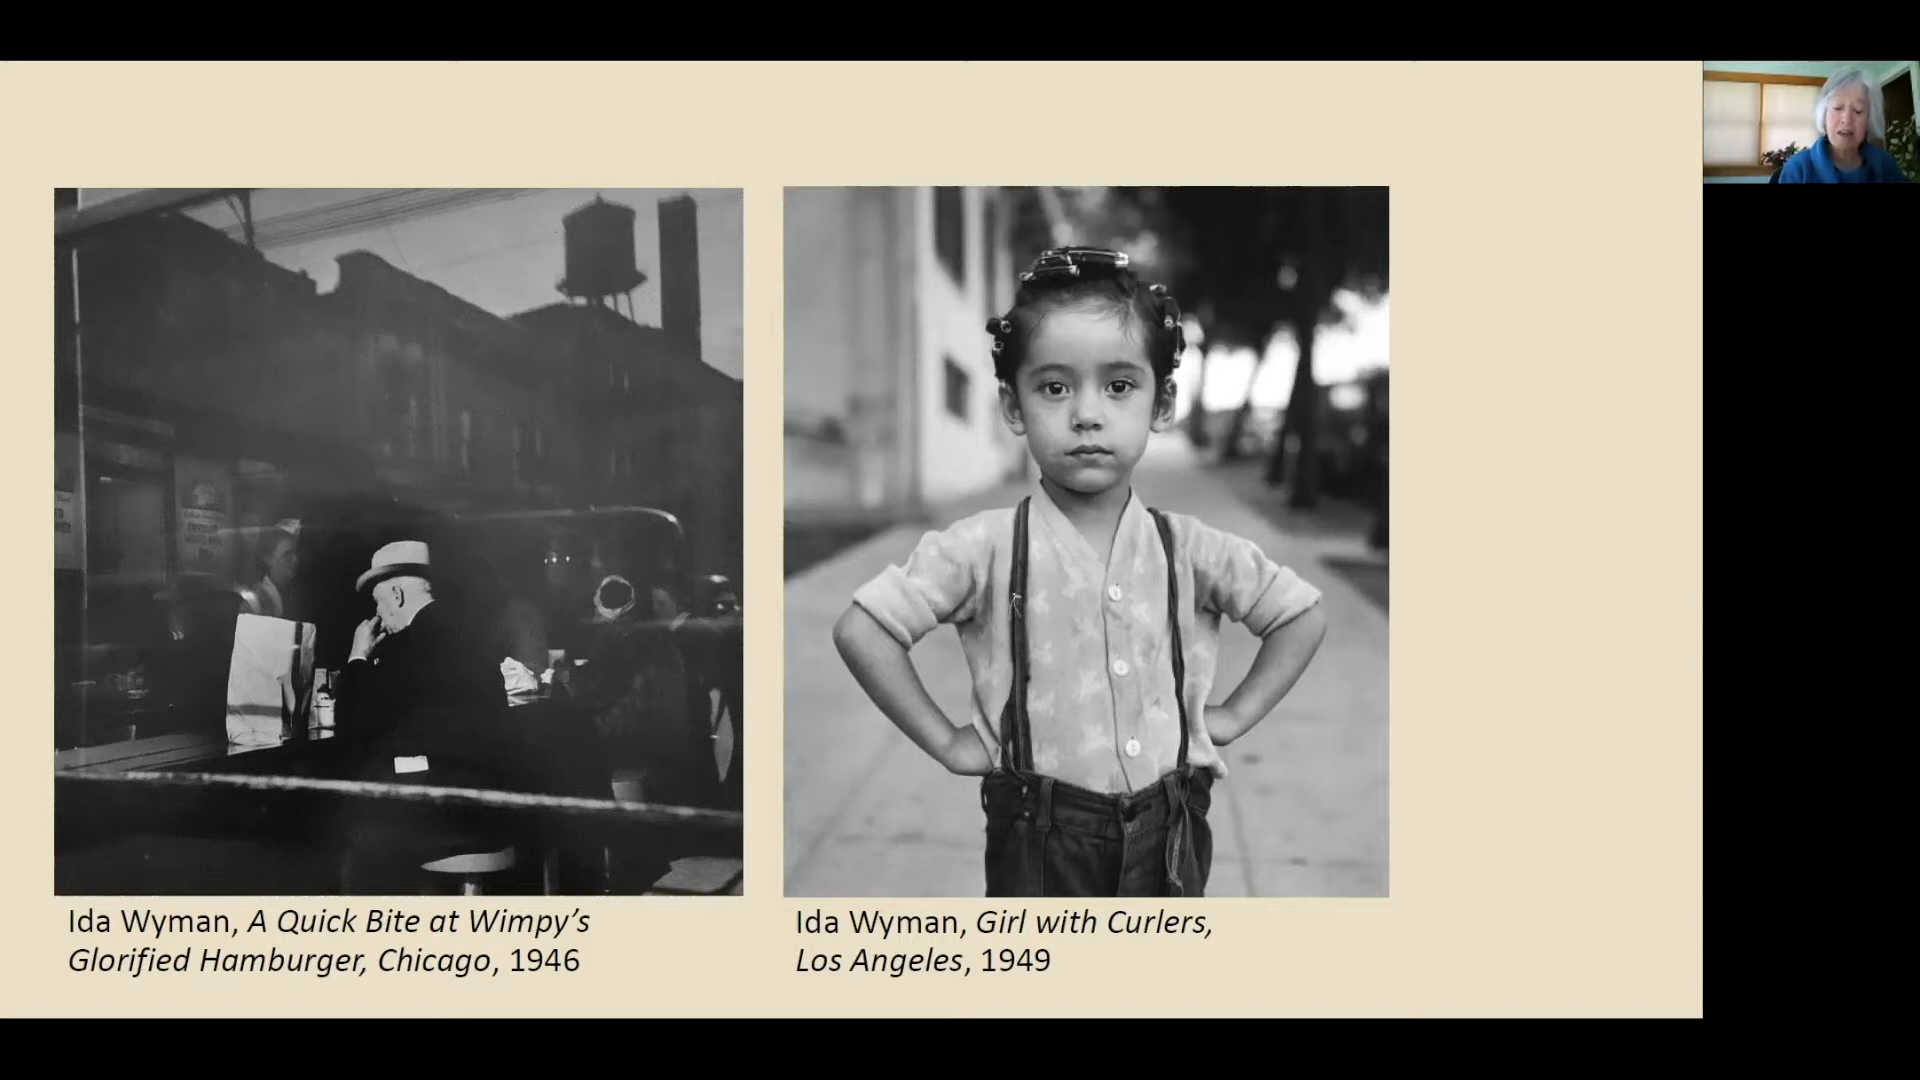 Ida Wyman, A Quick Bite at Wimpy’s
Glorified Hamburger, Chicago, 1946
Ida Wyman, Girl with Curlers,
Los Angeles, 1949